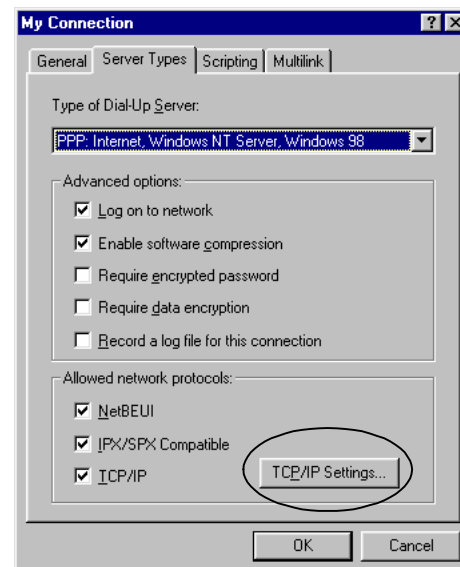 My Connection
General Server Types Scripting Multilink
Type of Dial-Up Server:
PPP: Internet, Windows NT Server, Windows 98
Advanced options:
Log on to network
Enable software compression
Require encrypted password
Require data encryption
Record a log file for this connection
Allowed network protocols:
NetBEUI
IPX/SPX Compatible
TCP/IP TCP/IP Settings...
OK Cancel